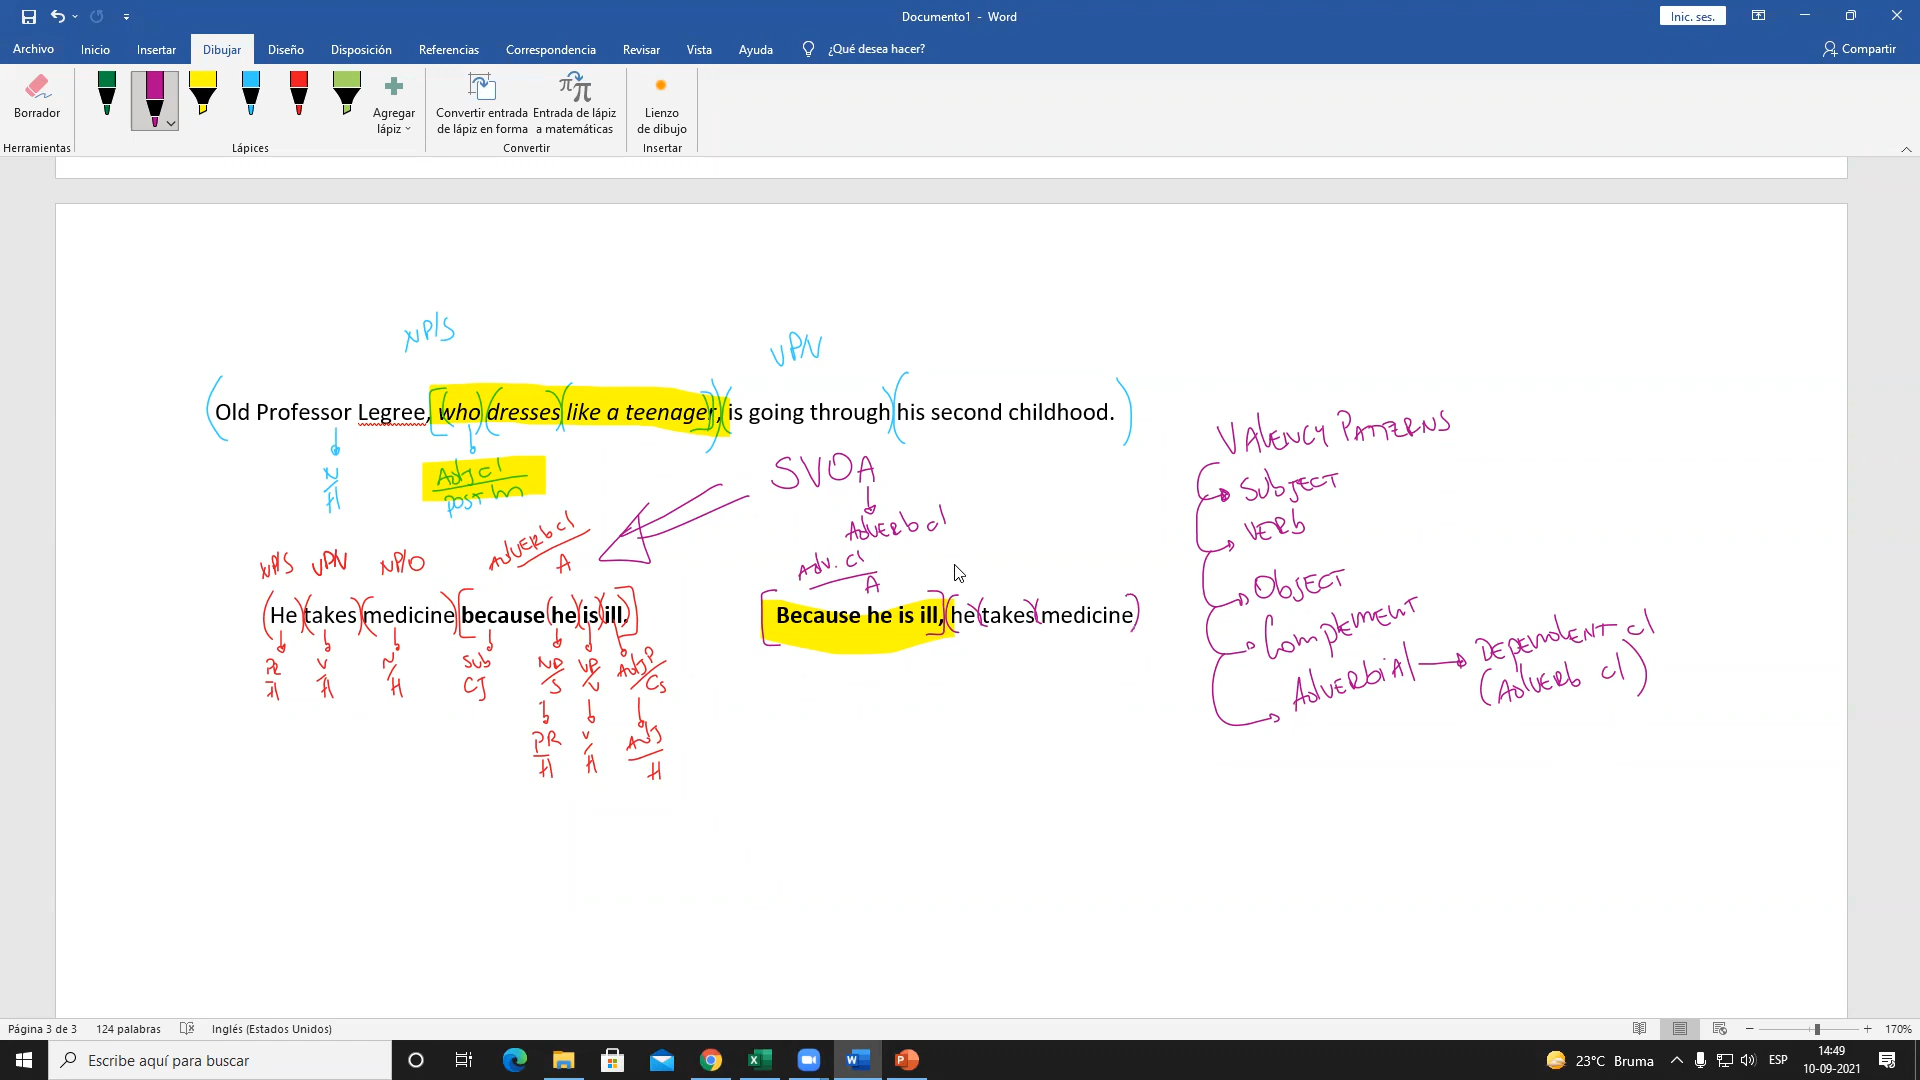 Documento1 - Word
Inic. ses.
Archivo Inicio Insertar Dibujar Diseño Disposición Referencias Correspondencia Revisar Vista Ayuda ¿Qué desea hacer? Compartir
Borrador
Agregar lápiz
Convertir entrada de lápiz en forma
Entrada de lápiz a matemáticas
Lienzo de dibujo
Herramientas Lápices Convertir Insertar
NP/S VPN
Old Professor Legree, who dresses like a teenager, is going through his second childhood.
N
H
Adj cl
post m
SVOA
Adverb cl
Adverb cl
A
Adv. cl
A
NP/S VPN NP/O
He takes medicine because he is ill.
Because he is ill, he takes medicine
PR
H
V
H
N
H
Sub
CJ
NP
S
VP
V
AdjP
Cs
PR
H
V
H
Adj
H
VALENCY PATTERNS
SUBJECT
VERB
OBJECT
Complement
Adverbial
DEPENDENT cl
(Adverb cl)
Página 3 de 3 124 palabras Inglés (Estados Unidos) 170%
Escribe aquí para buscar
23°C Bruma
ESP
14:49
10-09-2021